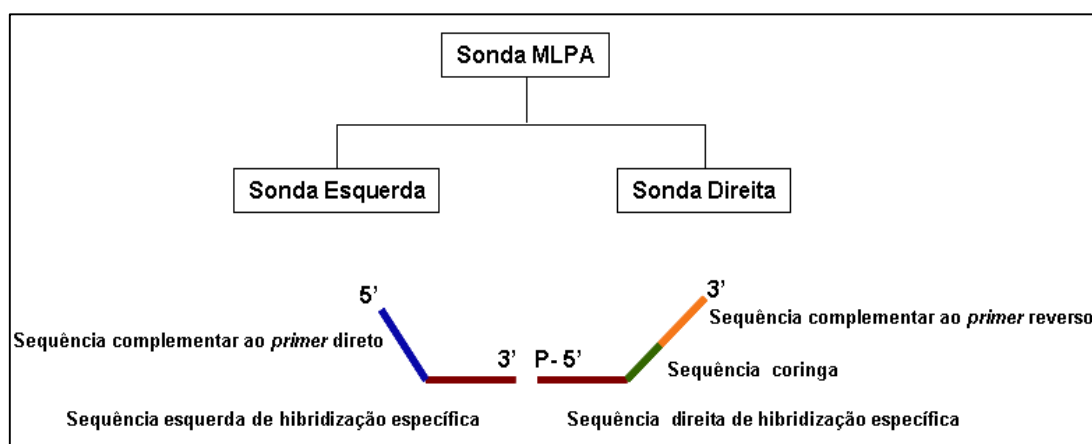 Sonda MLPA
Sonda Esquerda
Sonda Direita
5’
3’
Sequência complementar ao primer direto
Sequência complementar ao primer reverso
3’ P- 5’
Sequência coringa
Sequência esquerda de hibridização específica
Sequência direita de hibridização específica